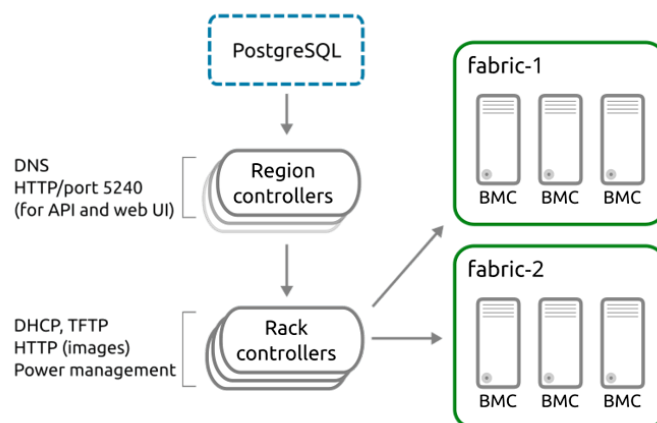 PostgreSQL
DNS
HTTP/port 5240
(for API and web UI)
Region
controllers
DHCP, TFTP
HTTP (images)
Power management
Rack
controllers
fabric-1
BMC BMC BMC
fabric-2
BMC BMC BMC